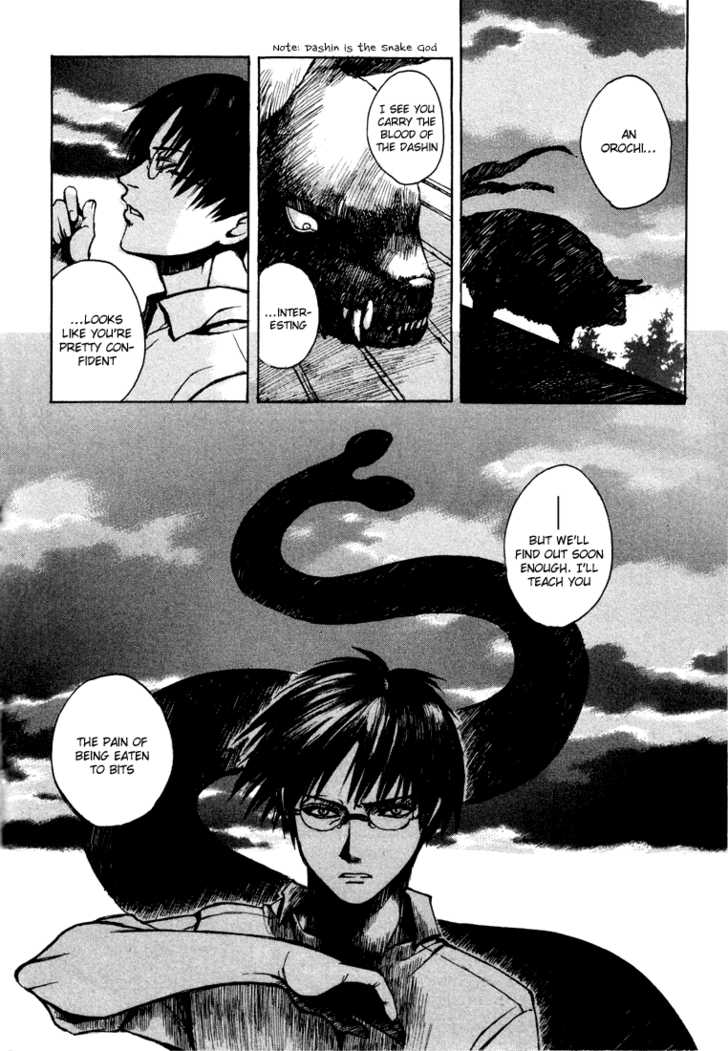 Note: Dashin is the Snake God
AN
OROCHI...
I SEE YOU
CARRY THE
BLOOD OF
THE DASHIN
...INTER-
ESTING
...LOOKS
LIKE YOU'RE
PRETTY CON-
FIDENT
|
BUT WE'LL
FIND OUT SOON
ENOUGH. I'LL
TEACH YOU
THE PAIN OF
BEING EATEN
TO BITS